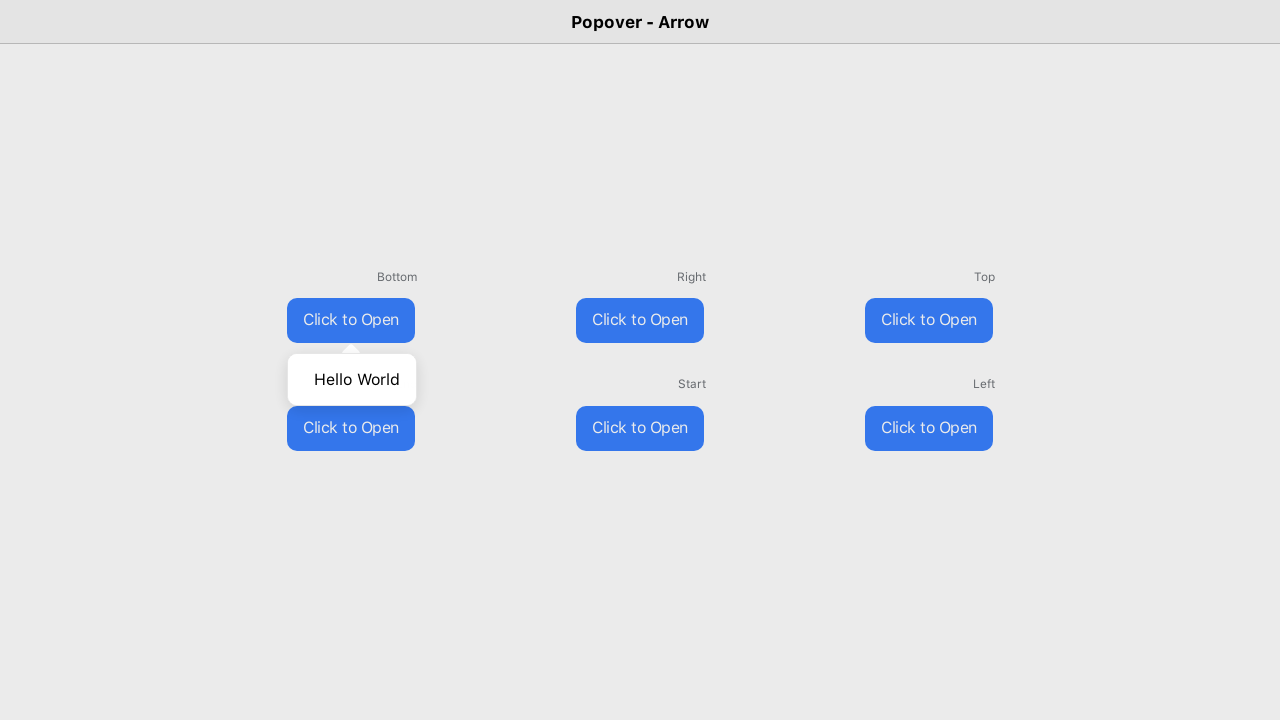 Popover - Arrow
Bottom
Right
Top
Click to Open
Click to Open
Click to Open
Hello World
Start
Left
Click to Open
Click to Open
Click to Open